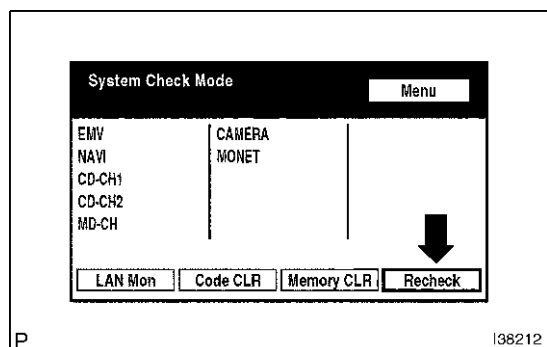 System Check Mode
Menu
EMV
NAVI
CD-CH1
CD-CH2
MD-CH
CAMERA
MONET
LAN Mon
Code CLR
Memory CLR
Recheck
P
I38212